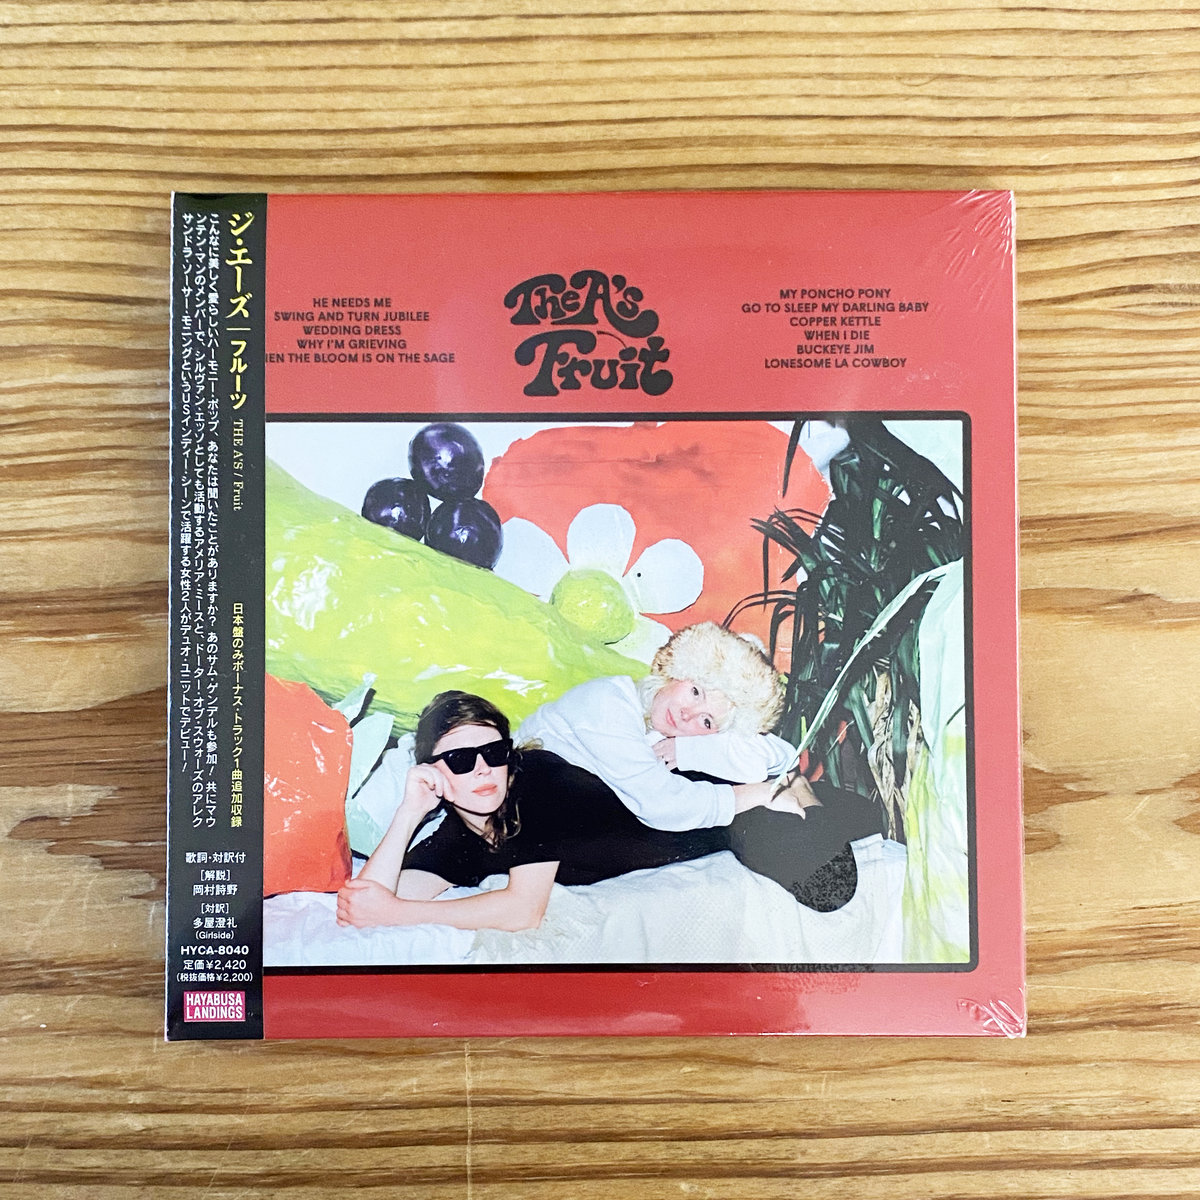 ジ・エーズ | フルーツ THE A'S / Fruit
日本盤のみボーナス・トラック1曲追加収録
こんなに美しく愛らしいハーモニー・ポップ、あなたは聞いたことがありますか? あのサム・ゲンデルも参加! 共にマウ
ンテン・マンのメンバーで、シルヴァン・エッソとしても活動するアメリア・ミースと、ドーター・オブ・スウォーズのアレク
サンドラ・ソーサー・モニングというUSインディー・シーンで活躍する女性2人がデュオ・ユニットでデビュー!
歌詞・対訳付
[解説]
岡村詩野
[対訳]
多屋澄礼
(Girlside)
HYCA-8040
定価¥2,420
(税抜価格¥2,200)
HAYABUSA
LANDINGS
HE NEEDS ME
SWING AND TURN JUBILEE
WEDDING DRESS
WHY I'M GRIEVING
EN THE BLOOM IS ON THE SAGE
The A's
Fruit
MY PONCHO PONY
GO TO SLEEP MY DARLING BABY
COPPER KETTLE
WHEN I DIE
BUCKEYE JIM
LONESOME LA COWBOY